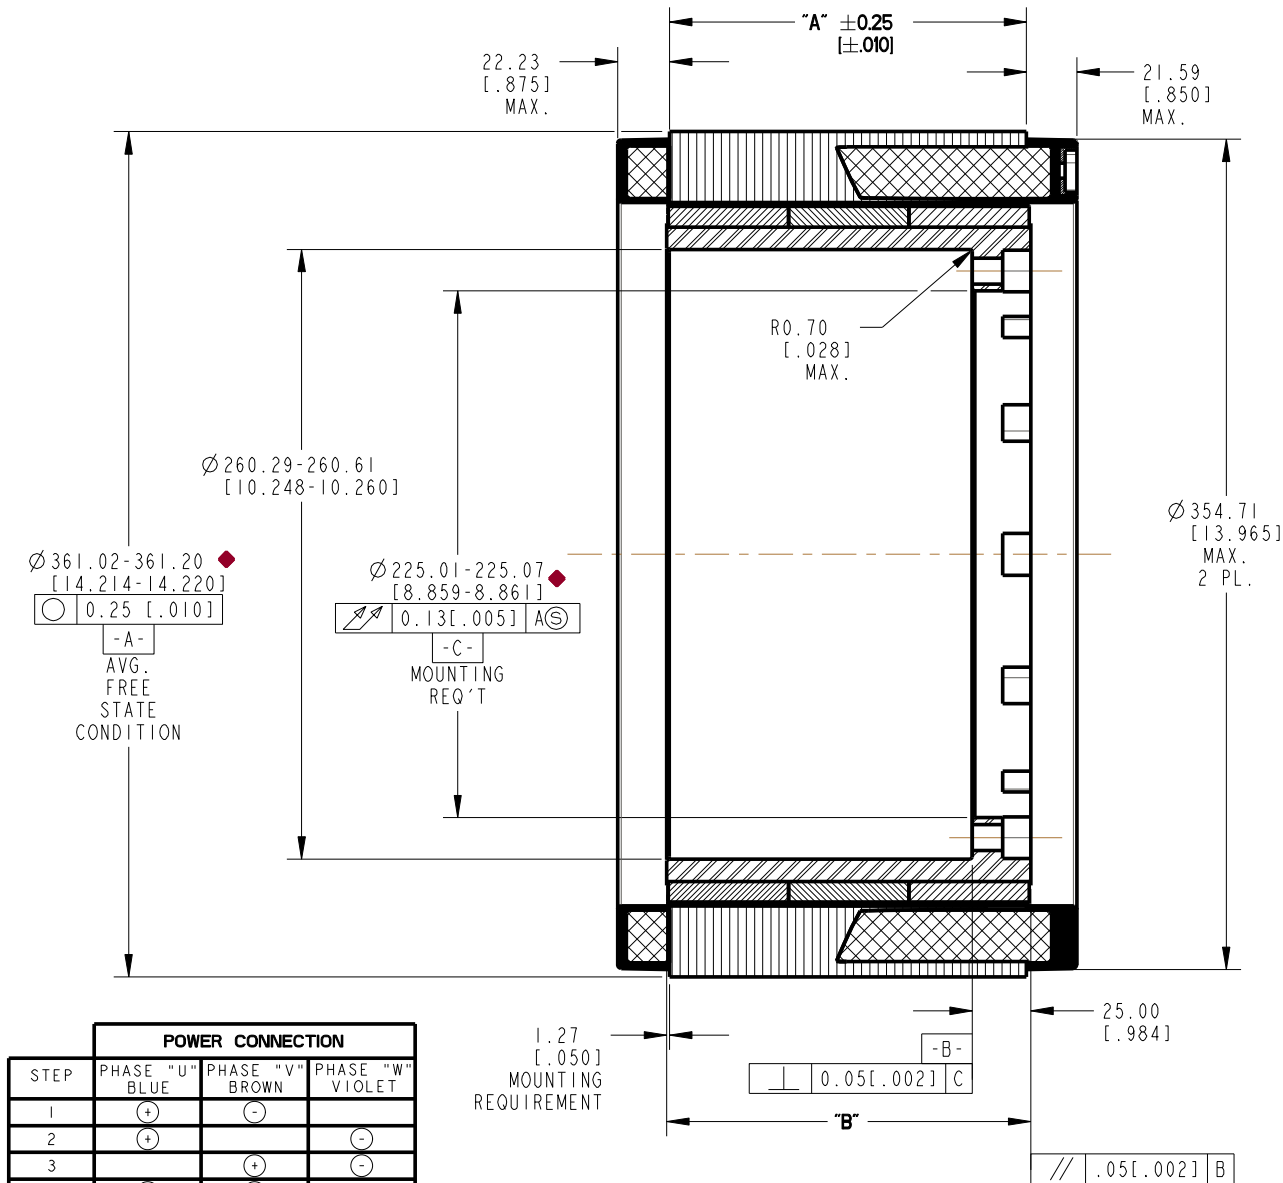 "A" ±0.25
[±.010]
22.23
[.875]
MAX.
21.59
[.850]
MAX.
R0.70
[.028]
MAX.
Ø260.29-260.61
[10.248-10.260]
Ø354.71
[13.965]
MAX.
2 PL.
Ø361.02-361.20
[14.214-14.220]
○ 0.25 [.010]
-A-
AVG.
FREE
STATE
CONDITION
Ø225.01-225.07
[8.859-8.861]
0.13[.005] AⓈ
-C-
MOUNTING
REQ'T
1.27
[.050]
MOUNTING
REQUIREMENT
25.00
[.984]
-B-
⊥ 0.05[.002] C
"B"
// .05[.002] B
POWER CONNECTION
STEP PHASE "U" BLUE PHASE "V" BROWN PHASE "W" VIOLET
1 + -
2 + -
3 + -